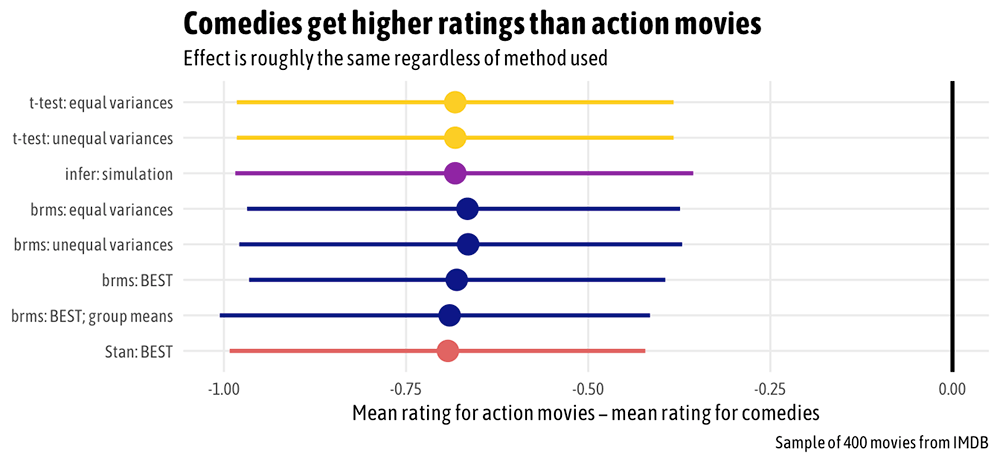 Comedies get higher ratings than action movies
Effect is roughly the same regardless of method used
t-test: equal variances
t-test: unequal variances
infer: simulation
brms: equal variances
brms: unequal variances
brms: BEST
brms: BEST; group means
Stan: BEST
-1.00 -0.75 -0.50 -0.25 0.00
Mean rating for action movies – mean rating for comedies
Sample of 400 movies from IMDB